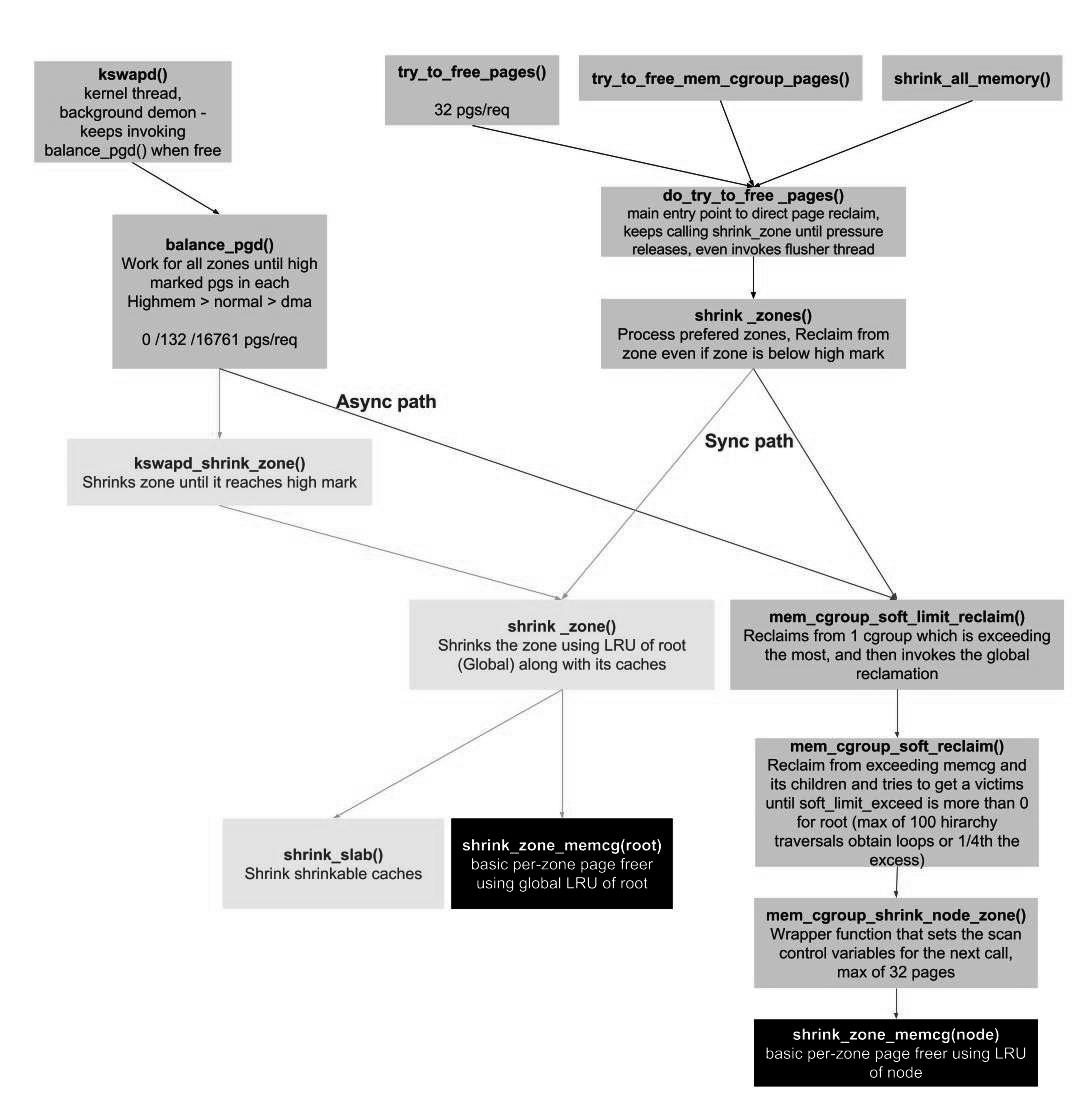 kswapd()
kernel thread,
background demon -
keeps invoking
balance_pgd() when free
try_to_free_pages()
32 pgs/req
try_to_free_mem_cgroup_pages()
shrink_all_memory()
do_try_to_free _pages()
main entry point to direct page reclaim,
keeps calling shrink_zone until pressure
releases, even invokes flusher thread
balance_pgd()
Work for all zones until high
marked pgs in each
Highmem > normal > dma
0 /132 /16761 pgs/req
shrink _zones()
Process prefered zones, Reclaim from
zone even if zone is below high mark
Async path
Sync path
kswapd_shrink_zone()
Shrinks zone until it reaches high mark
shrink _zone()
Shrinks the zone using LRU of root
(Global) along with its caches
mem_cgroup_soft_limit_reclaim()
Reclaims from 1 cgroup which is exceeding
the most, and then invokes the global
reclamation
mem_cgroup_soft_reclaim()
Reclaim from exceeding memcg and
its children and tries to get a victims
until soft_limit_exceed is more than 0
for root (max of 100 hirarchy
traversals obtain loops or 1/4th the
excess)
shrink_slab()
Shrink shrinkable caches
shrink_zone_memcg(root)
basic per-zone page freer
using global LRU of root
mem_cgroup_shrink_node_zone()
Wrapper function that sets the scan
control variables for the next call,
max of 32 pages
shrink_zone_memcg(node)
basic per-zone page freer using LRU
of node